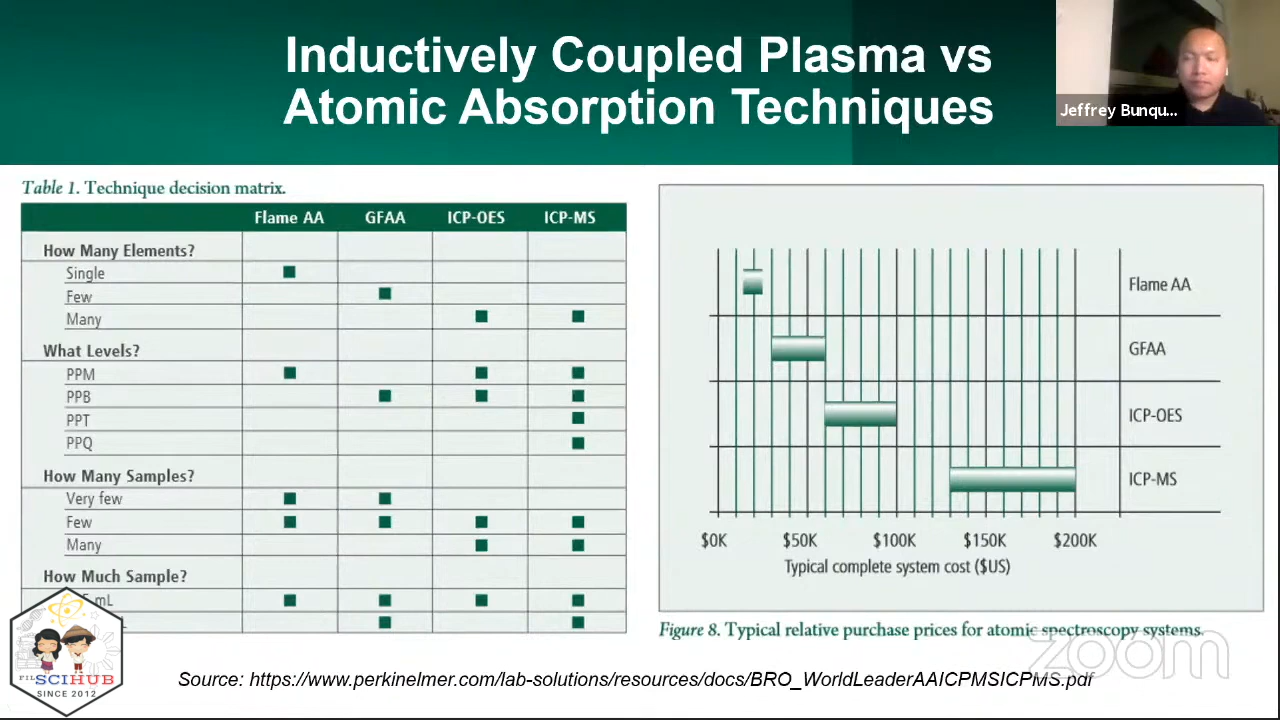 Inductively Coupled Plasma vs
Atomic Absorption Techniques
Jeffrey Bunqu...
Table 1. Technique decision matrix.
Flame AA GFAA ICP-OES ICP-MS
How Many Elements?
Single
Few
Many
What Levels?
PPM
PPB
PPT
PPQ
How Many Samples?
Very few
Few
Many
How Much Sample?
mL
Flame AA
GFAA
ICP-OES
ICP-MS
$0K $50K $100K $150K $200K
Typical complete system cost ($US)
Figure 8. Typical relative purchase prices for atomic spectroscopy systems.
zoom
Source: https://www.perkinelmer.com/lab-solutions/resources/docs/BRO_WorldLeaderAAICPMSICPMS.pdf
FIL SCIHUB
SINCE 2012